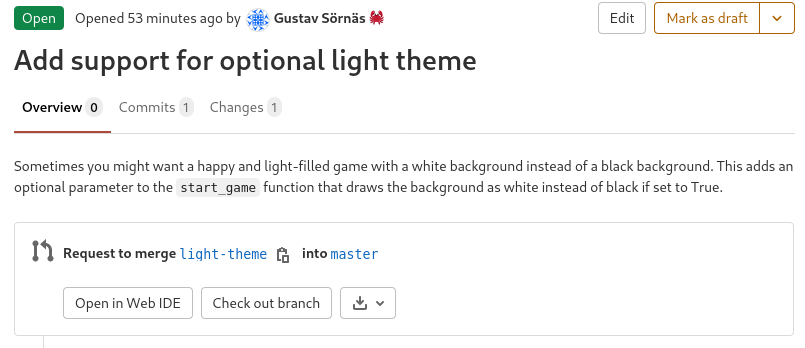 Open Opened 53 minutes ago by Gustav Sörnäs Edit Mark as draft
Add support for optional light theme
Overview 0 Commits 1 Changes 1
Sometimes you might want a happy and light-filled game with a white background instead of a black background. This adds an
optional parameter to the start_game function that draws the background as white instead of black if set to True.
Request to merge light-theme into master
Open in Web IDE Check out branch